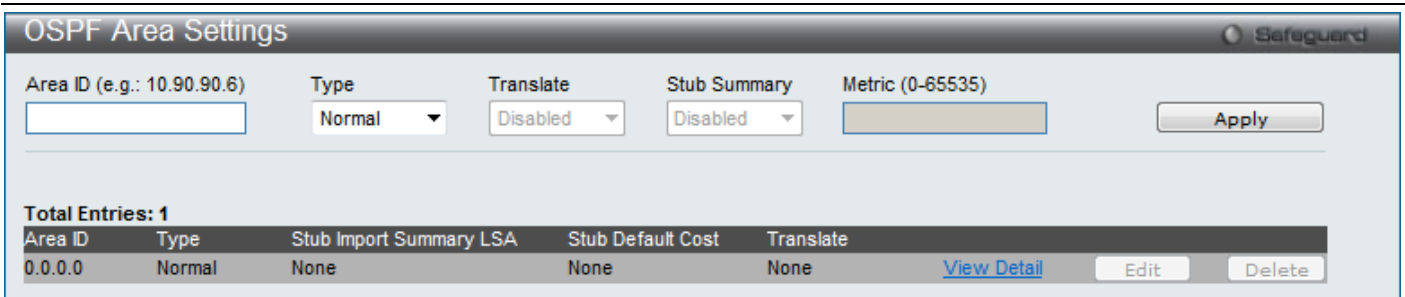 OSPF Area Settings
Safeguard
Area ID (e.g.: 10.90.90.6) Type Translate Stub Summary Metric (0-65535)
Normal Disabled Disabled Apply
Total Entries: 1
Area ID Type Stub Import Summary LSA Stub Default Cost Translate
0.0.0.0 Normal None None None View Detail Edit Delete